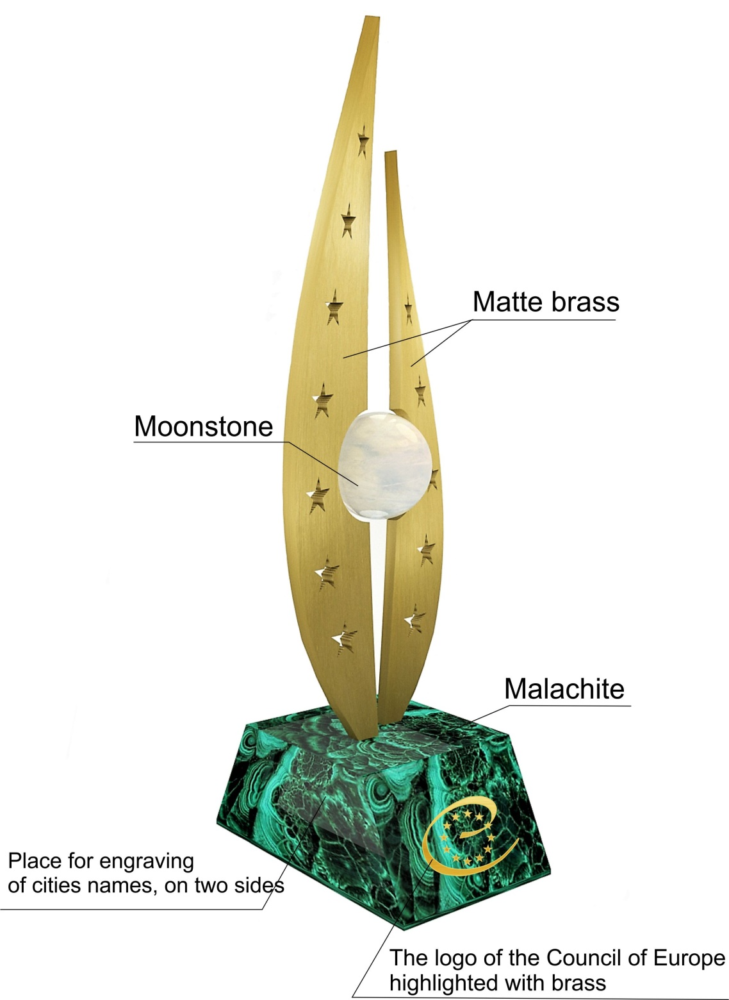 Matte brass
Moonstone
Malachite
Place for engraving
of cities names, on two sides
The logo of the Council of Europe
highlighted with brass